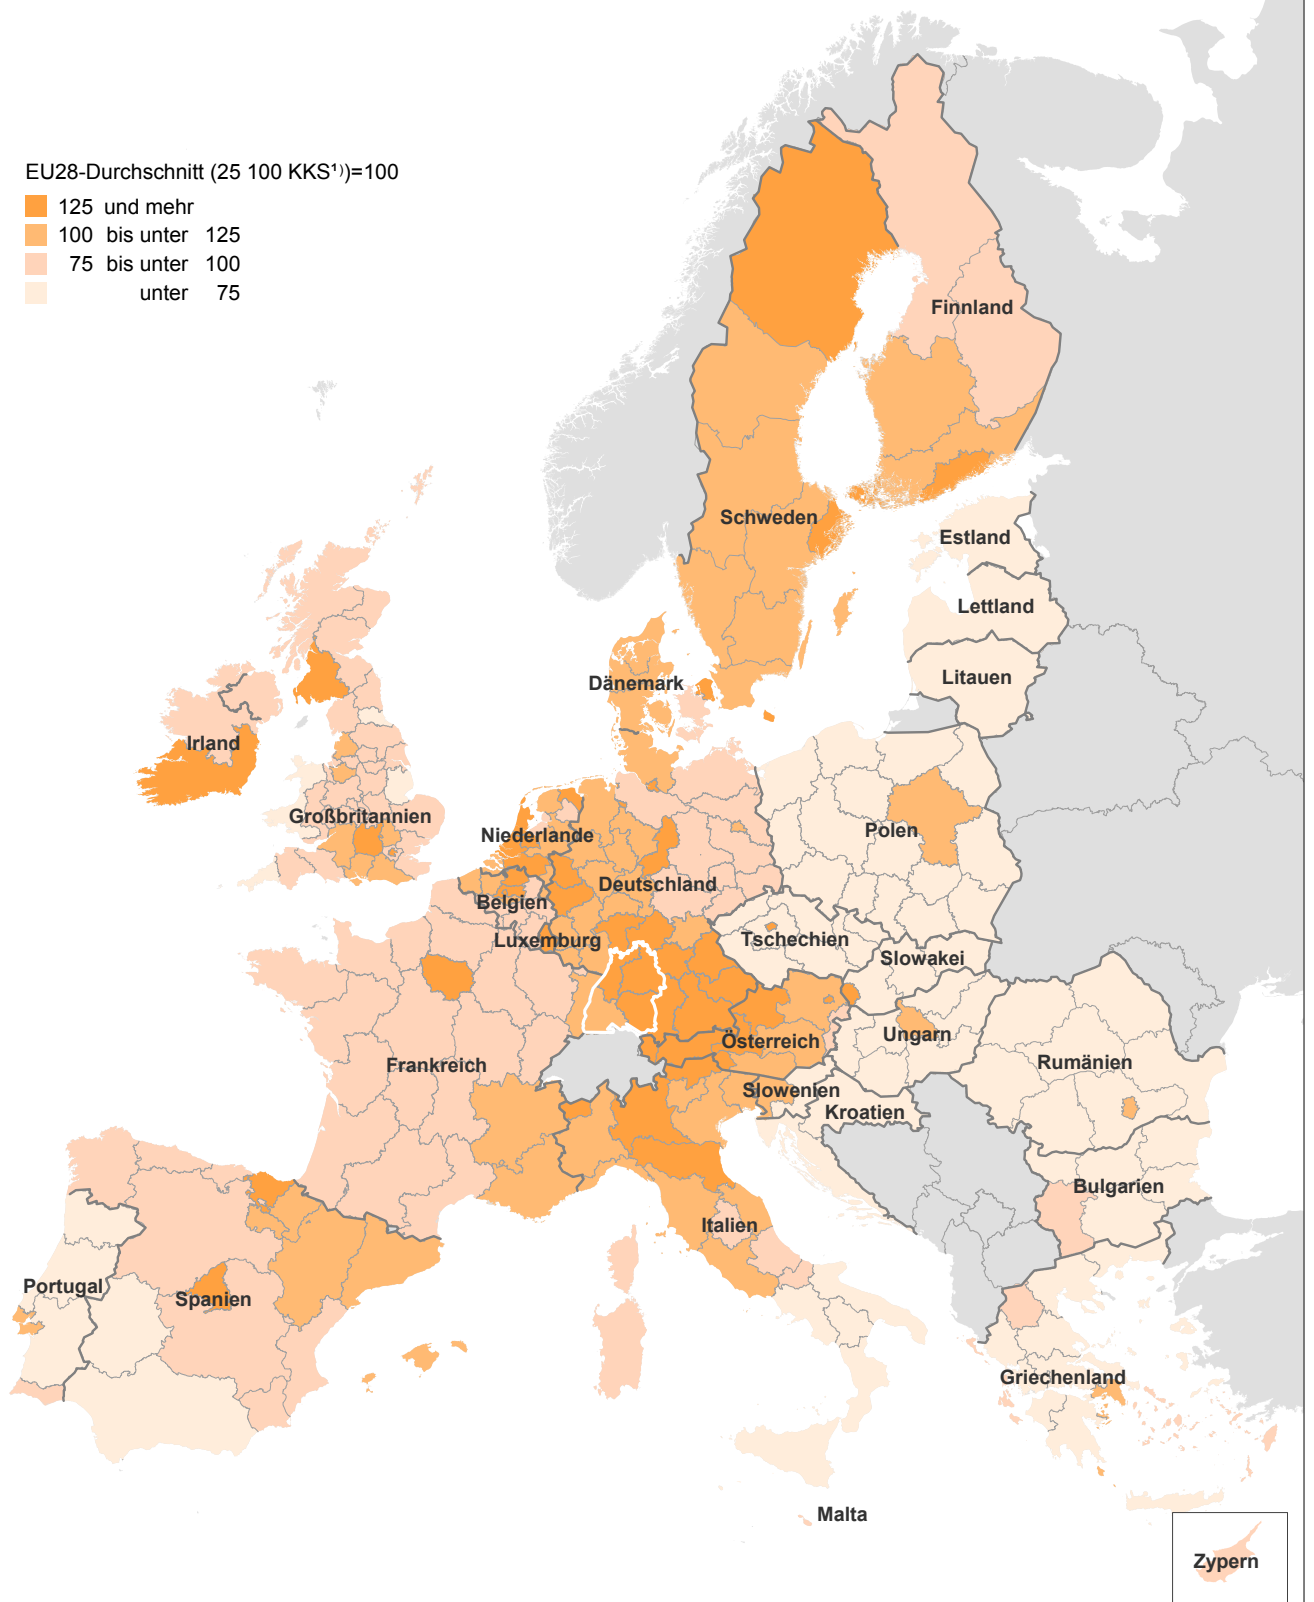 EU28-Durchschnitt (25 100 KKS¹⁾)=100
125 und mehr
100 bis unter 125
75 bis unter 100
unter 75
Finnland
Schweden
Estland
Lettland
Litauen
Dänemark
Irland
Großbritannien
Niederlande
Polen
Deutschland
Belgien
Luxemburg
Tschechien
Slowakei
Österreich
Ungarn
Frankreich
Rumänien
Slowenien
Kroatien
Bulgarien
Italien
Portugal
Spanien
Griechenland
Malta
Zypern